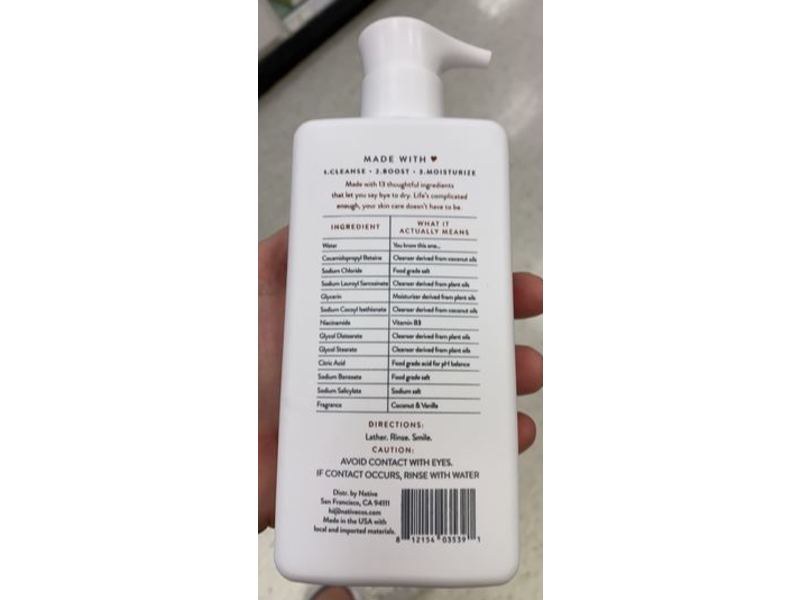 MADE WITH ♥
1.CLEANSE • 2.BOOST • 3.MOISTURIZE
Made with 13 thoughtful ingredients
that let you say bye to dry. Life's complicated
enough, your skin care doesn't have to be.
INGREDIENT WHAT IT ACTUALLY MEANS
Water You know this one...
Cocamidopropyl Betaine Cleanser derived from coconut oils
Sodium Chloride Food grade salt
Sodium Lauroyl Sarcosinate Cleanser derived from plant oils
Glycerin Moisturizer derived from plant oils
Sodium Cocoyl Isethionate Cleanser derived from coconut oils
Niacinamide Vitamin B3
Glycol Distearate Cleanser derived from plant oils
Glycol Stearate Cleanser derived from plant oils
Citric Acid Food grade acid for pH balance
Sodium Benzoate Food grade salt
Sodium Salicylate Sodium salt
Fragrance Coconut & Vanilla
DIRECTIONS:
Lather. Rinse. Smile.
CAUTION:
AVOID CONTACT WITH EYES.
IF CONTACT OCCURS, RINSE WITH WATER
Distr. by Native
San Francisco, CA 94111
hi@nativecos.com
Made in the USA with
local and imported materials.
8 12154 03539 1